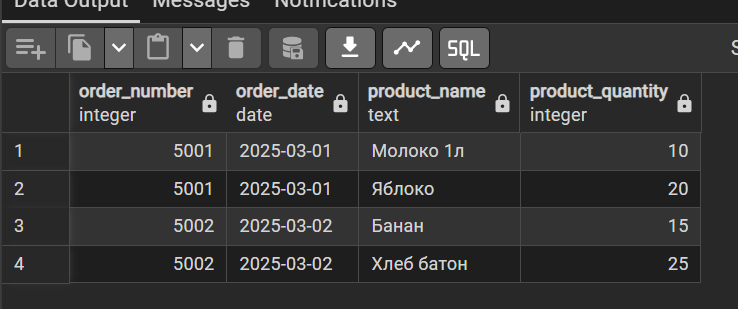 Data Output Messages Notifications
SQL S
order_number order_date product_name product_quantity
integer date text integer
1 5001 2025-03-01 Молоко 1л 10
2 5001 2025-03-01 Яблоко 20
3 5002 2025-03-02 Банан 15
4 5002 2025-03-02 Хлеб батон 25